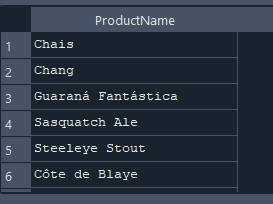 ProductName
1 Chais
2 Chang
3 Guaraná Fantástica
4 Sasquatch Ale
5 Steeleye Stout
6 Côte de Blaye